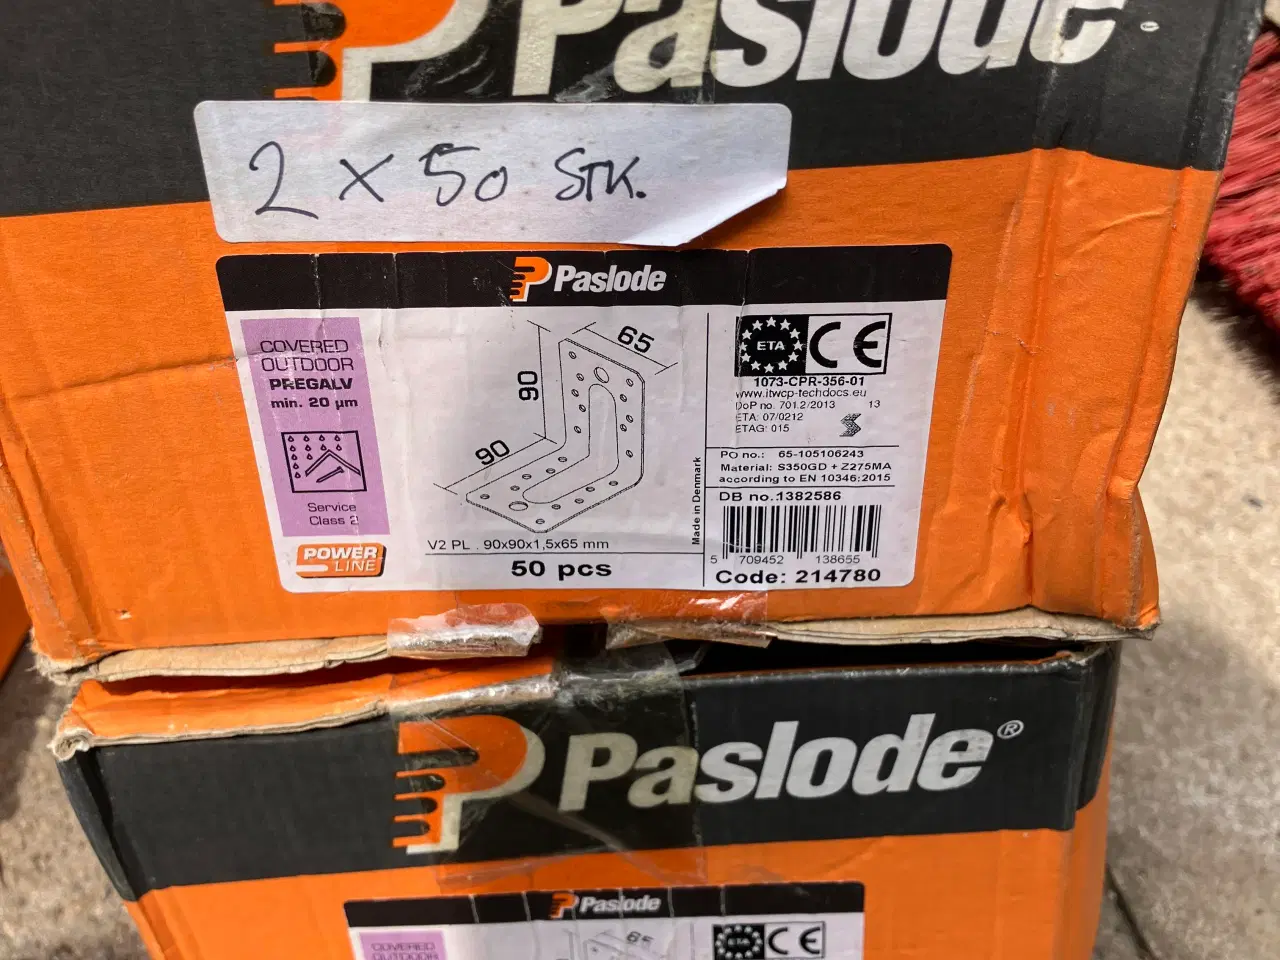 Paslode
2 x 50 STK.
Paslode
COVERED
OUTDOOR
PREGALV
min. 20 µm
Service
Class 2
POWER
LINE
65
90
90
V2 PL . 90x90x1,5x65 mm
50 pcs
Made in Denmark
ETA CE
1073-CPR-356-01
www.itwcp-techdocs.eu
DoP no. 701.2/2013 13
ETA: 07/0212
ETAG: 015
PO no.: 65-105106243
Material: S350GD + Z275MA
according to EN 10346:2015
DB no.1382586
5 709452 138655
Code: 214780
Paslode®
Paslode
COVERED
OUTDOOR
65
ETA CE